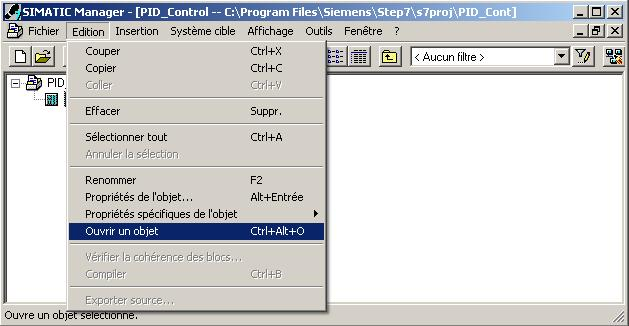 SIMATIC Manager - [PID_Control -- C:\Program Files\Siemens\Step7\s7proj\PID_Cont]
Fichier Edition Insertion Système cible Affichage Outils Fenêtre ?
< Aucun filtre >
PID_
Couper Ctrl+X
Copier Ctrl+C
Coller Ctrl+V
Effacer Suppr.
Sélectionner tout Ctrl+A
Annuler la sélection
Renommer F2
Propriétés de l'objet... Alt+Entrée
Propriétés spécifiques de l'objet
Ouvrir un objet Ctrl+Alt+O
Vérifier la cohérence des blocs...
Compiler Ctrl+B
Exporter source...
Ouvre un objet sélectionné.